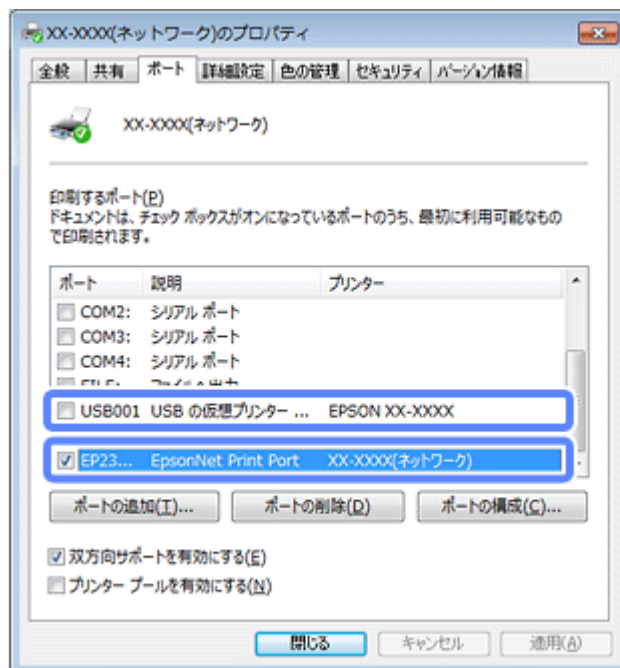 XX-XXXX(ネットワーク)のプロパティ
全般 共有 ポート 詳細設定 色の管理 セキュリティ バージョン情報
XX-XXXX(ネットワーク)
印刷するポート(P)
ドキュメントは、チェック ボックスがオンになっているポートのうち、最初に利用可能なもの
で印刷されます。
ポート 説明 プリンター
COM2: シリアル ポート
COM3: シリアル ポート
COM4: シリアル ポート
FILE: ファイルへ出力
USB001 USB の仮想プリンター ... EPSON XX-XXXX
EP23... EpsonNet Print Port XX-XXXX(ネットワーク)
ポートの追加(T)... ポートの削除(D) ポートの構成(C)...
双方向サポートを有効にする(E)
プリンター プールを有効にする(N)
閉じる キャンセル 適用(A)